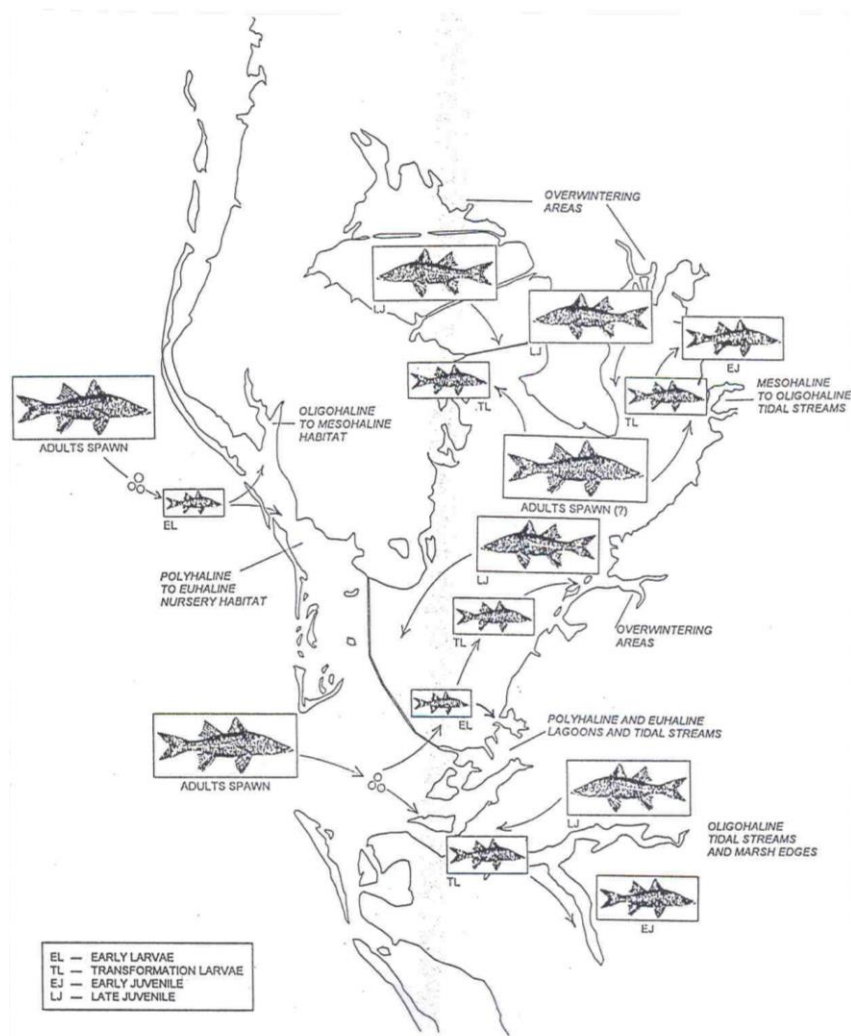 OVERWINTERING
AREAS
LJ
LJ
EJ
TL
TL
MESOHALINE
TO OLIGOHALINE
TIDAL STREAMS
OLIGOHALINE
TO MESOHALINE
HABITAT
ADULTS SPAWN
ADULTS SPAWN (?)
EL
LJ
POLYHALINE
TO EUHALINE
NURSERY HABITAT
TL
OVERWINTERING
AREAS
EL
POLYHALINE AND EUHALINE
LAGOONS AND TIDAL STREAMS
ADULTS SPAWN
LJ
OLIGOHALINE
TIDAL STREAMS
AND MARSH EDGES
TL
EJ
EL — EARLY LARVAE
TL — TRANSFORMATION LARVAE
EJ — EARLY JUVENILE
LJ — LATE JUVENILE